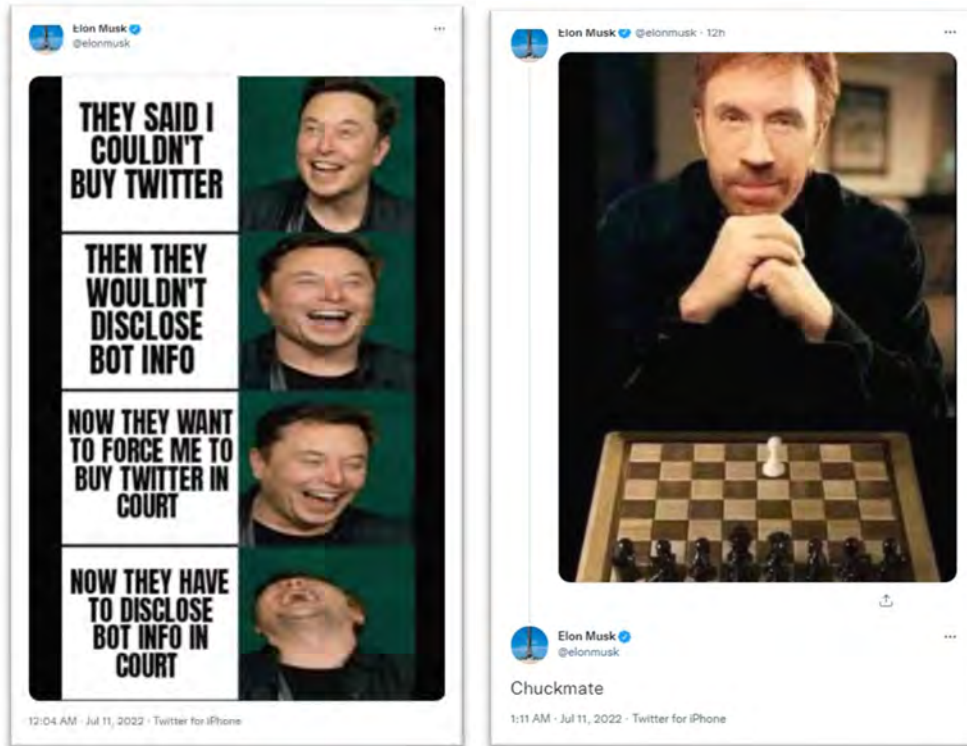 Elon Musk
@elonmusk
THEY SAID I
COULDN'T
BUY TWITTER
THEN THEY
WOULDN'T
DISCLOSE
BOT INFO
NOW THEY WANT
TO FORCE ME TO
BUY TWITTER IN
COURT
NOW THEY HAVE
TO DISCLOSE
BOT INFO IN
COURT
12:04 AM · Jul 11, 2022 · Twitter for iPhone
Elon Musk @elonmusk · 12h
Elon Musk
@elonmusk
Chuckmate
1:11 AM · Jul 11, 2022 · Twitter for iPhone